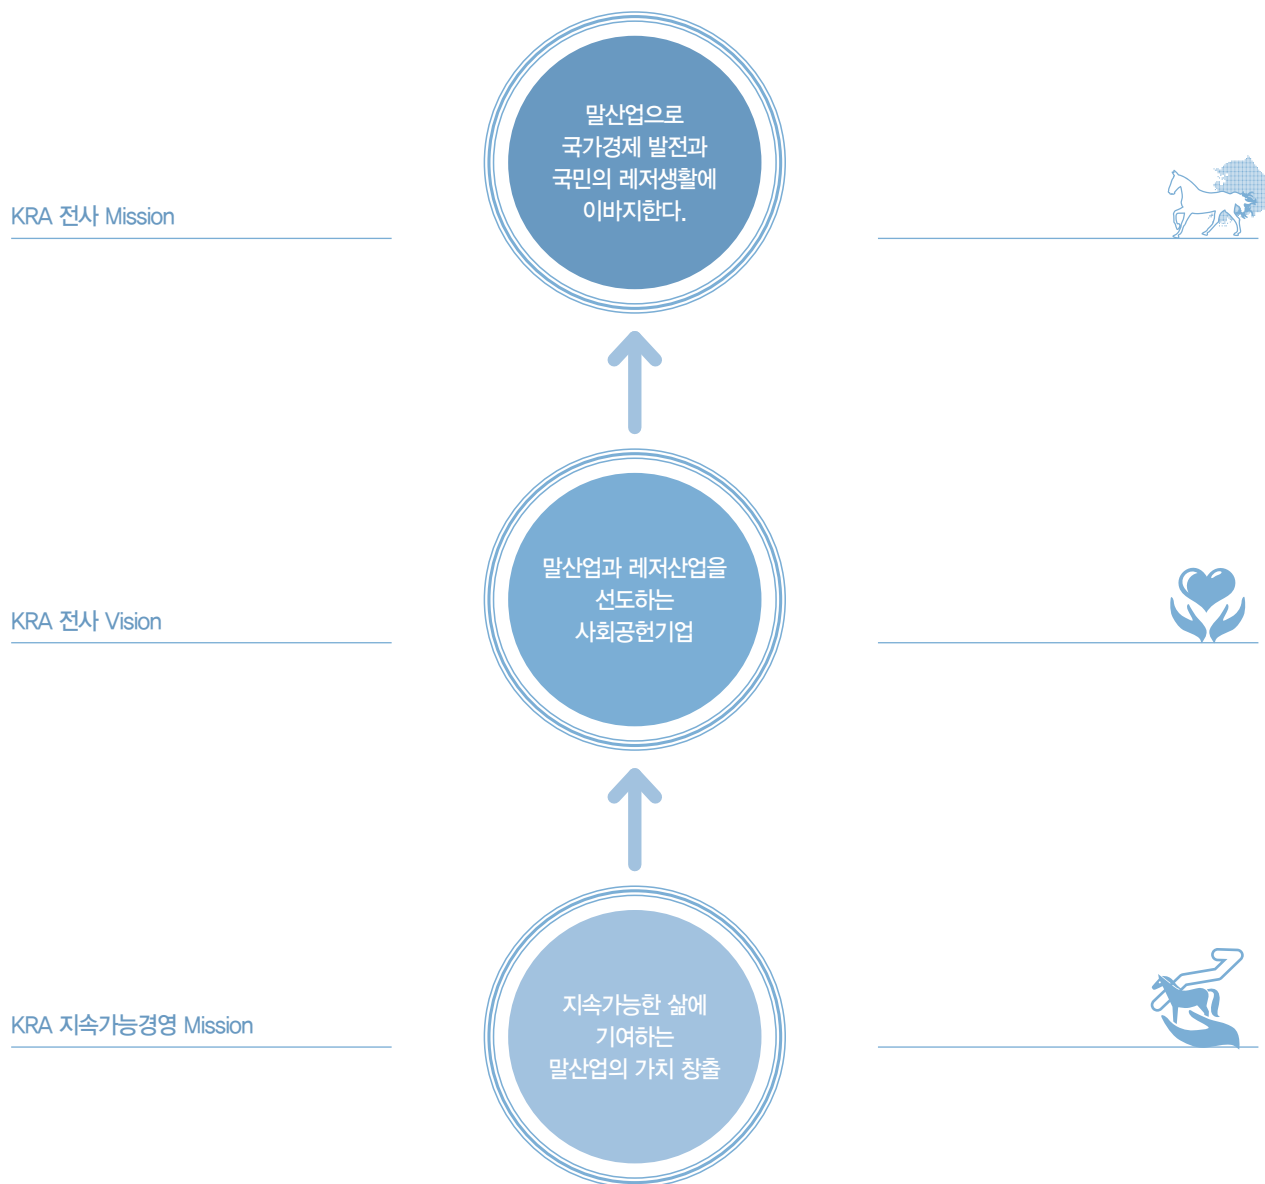 말산업으로
국가경제 발전과
국민의 레저생활에
이바지한다.
KRA 전사 Mission
말산업과 레저산업을
선도하는
사회공헌기업
KRA 전사 Vision
지속가능한 삶에
기여하는
말산업의 가치 창출
KRA 지속가능경영 Mission